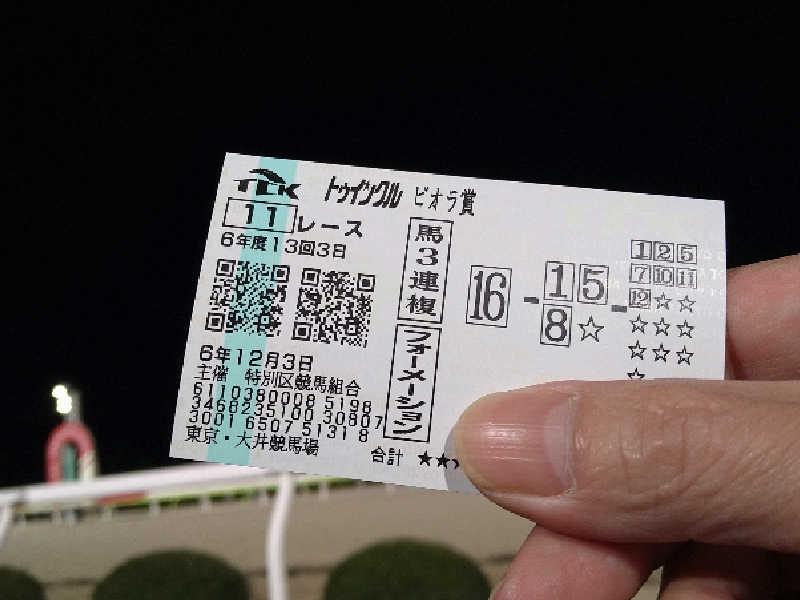 TCK トゥインクル ビオラ賞
11 レース
6年度13回3日
6年12月3日
主催 特別区競馬組合
6110380008 5198
3468235100 30807
3001 6507 5131 8
東京・大井競馬場
馬3連複
フォーメーション
16 - 1 5 -
8 ☆
1 2 5
7 10 11
12 ☆ ☆
☆ ☆ ☆
☆ ☆ ☆
☆
合計 ★★